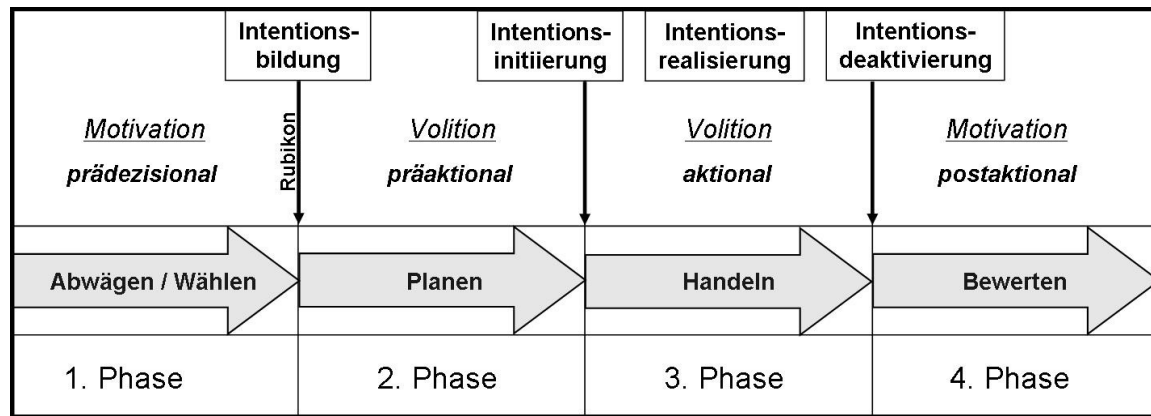 Intentions-
bildung
Intentions-
initiierung
Intentions-
realisierung
Intentions-
deaktivierung
Rubikon
Motivation
prädezisional
Volition
präaktional
Volition
aktional
Motivation
postaktional
Abwägen / Wählen
Planen
Handeln
Bewerten
1. Phase
2. Phase
3. Phase
4. Phase